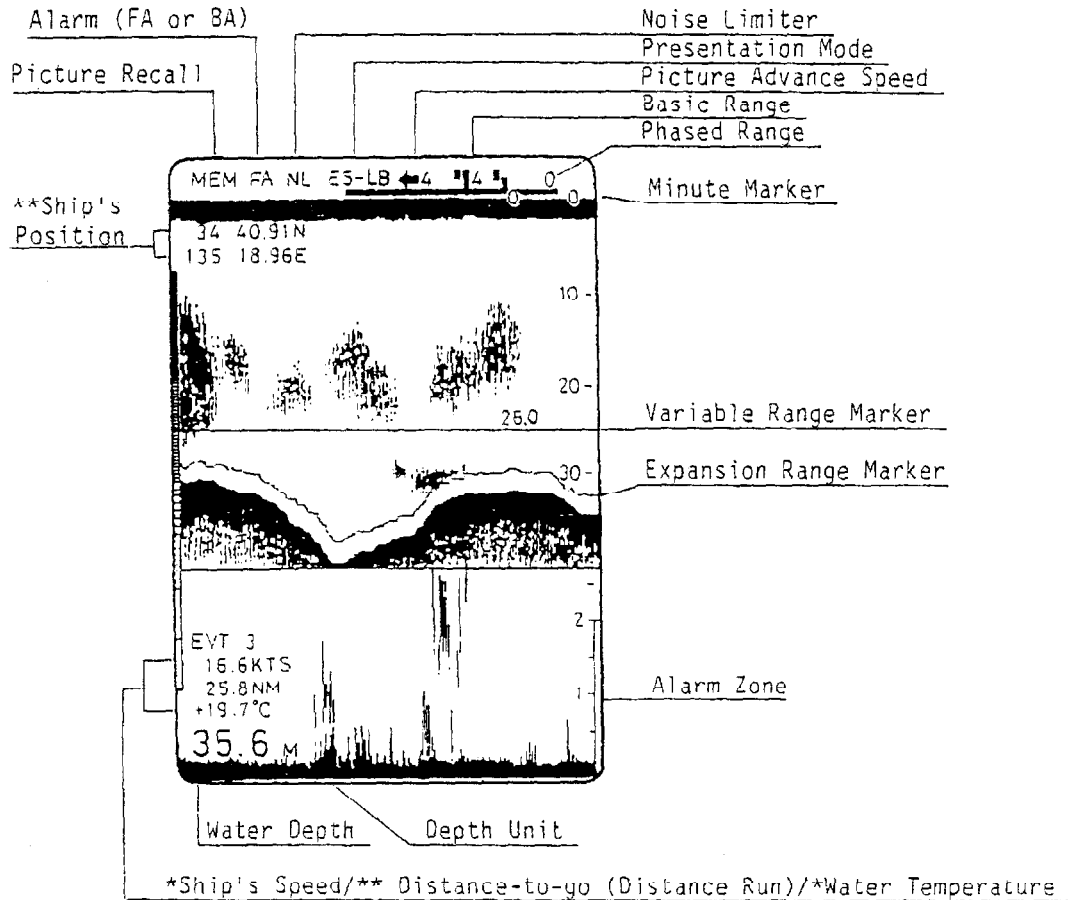 Alarm (FA or BA)
Noise Limiter
Presentation Mode
Picture Recall
Picture Advance Speed
Basic Range
Phased Range
MEM FA NL ES-LB 4 4 0
0 0
Minute Marker
**Ship's
Position
34 40.91N
135 18.96E
10
20
26.0
Variable Range Marker
30
Expansion Range Marker
2
EVT 3
16.6KTS
25.8NM
+19.7°C
1
Alarm Zone
35.6 M
Water Depth
Depth Unit
*Ship's Speed/** Distance-to-go (Distance Run)/*Water Temperature